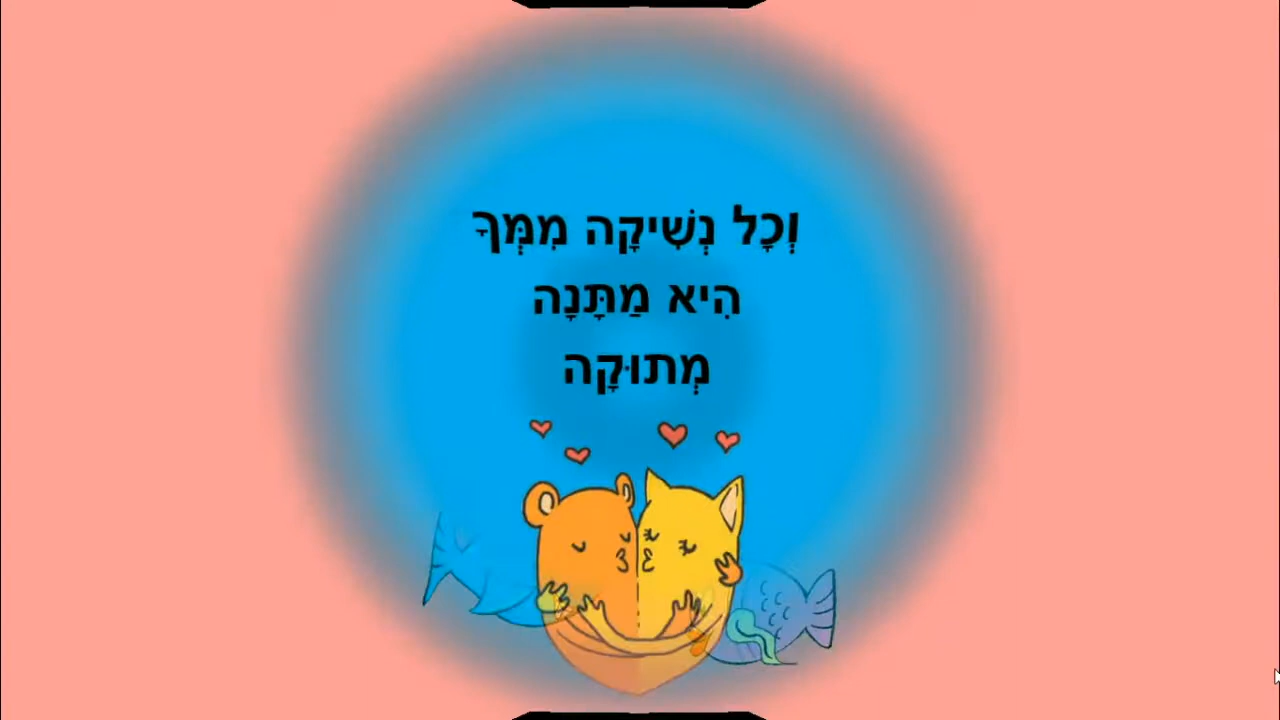 וְכָל נְשִׁיקָה מִמְּךָ
הִיא מַתָּנָה
מְתוּקָה